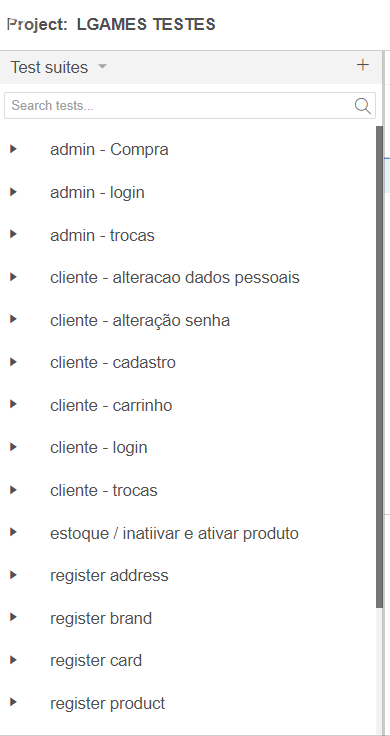 Project: LGAMES TESTES
Test suites
Search tests...
admin - Compra
admin - login
admin - trocas
cliente - alteracao dados pessoais
cliente - alteração senha
cliente - cadastro
cliente - carrinho
cliente - login
cliente - trocas
estoque / inatiivar e ativar produto
register address
register brand
register card
register product